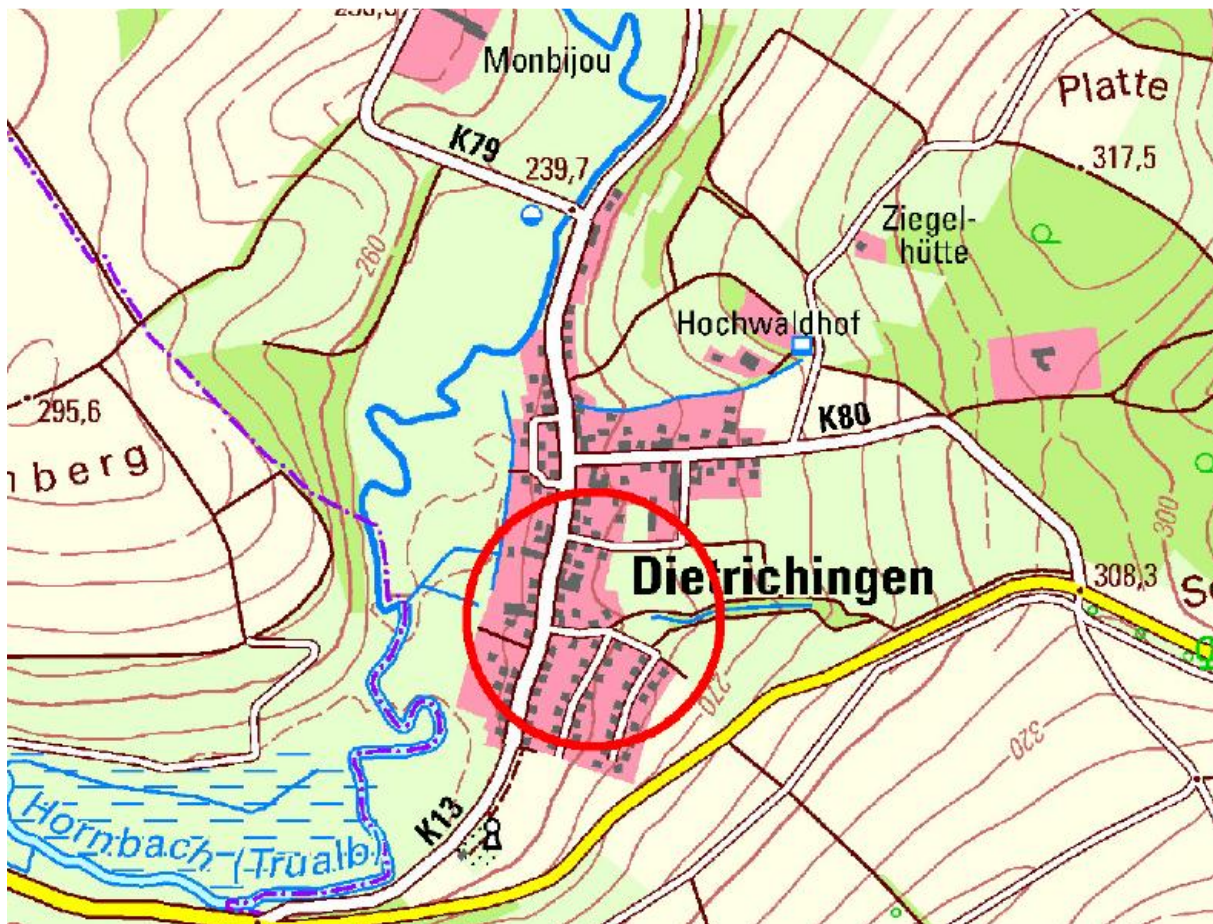 Monbijou
Platte
K79
239,7
317,5
Ziegel-
hütte
260
Hochwaldhof
295,6
K80
nberg
300
Dietrichingen
308,3
270
320
K13
Hornbach (Trualb)